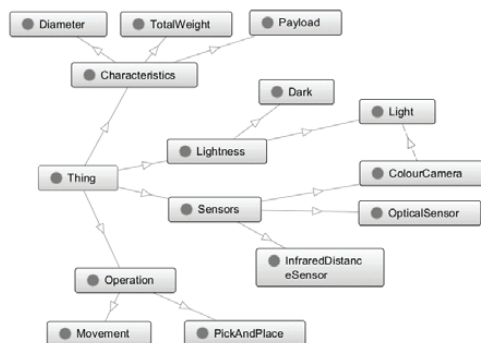 Diameter
TotalWeight
Payload
Characteristics
Dark
Light
Lightness
Thing
ColourCamera
Sensors
OpticalSensor
InfraredDistanc
eSensor
Operation
Movement
PickAndPlace